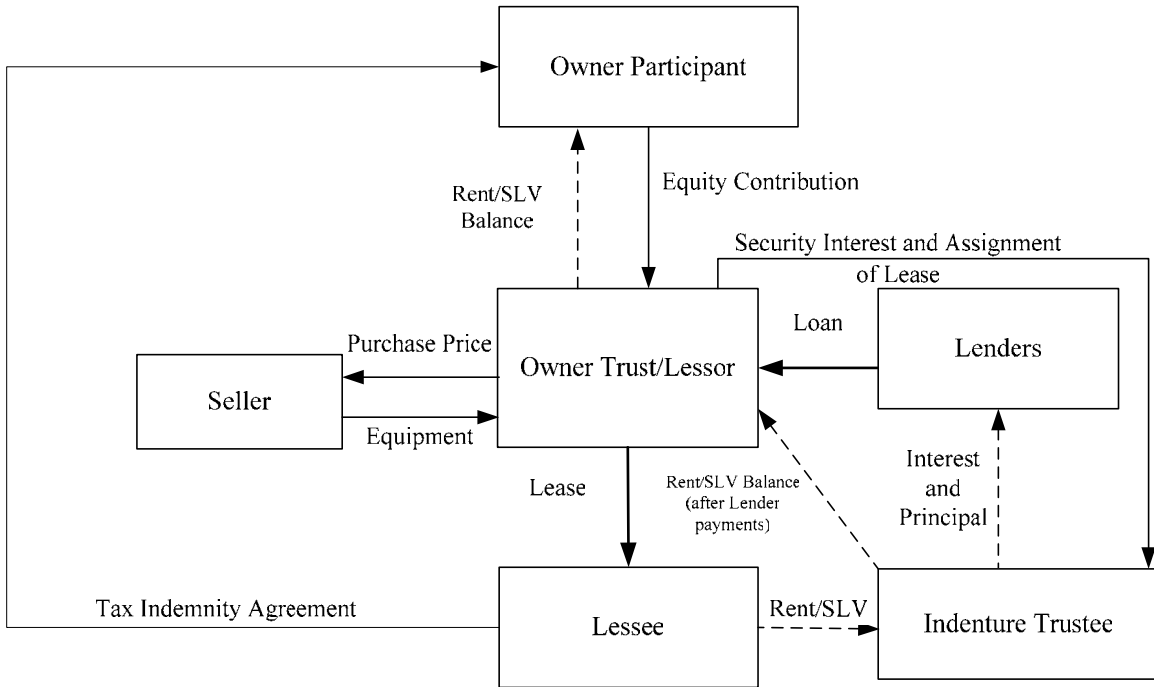 Owner Participant
Rent/SLV
Balance
Equity Contribution
Security Interest and Assignment
of Lease
Purchase Price
Seller
Equipment
Owner Trust/Lessor
Loan
Lenders
Lease
Rent/SLV Balance
(after Lender
payments)
Interest
and
Principal
Tax Indemnity Agreement
Lessee
Rent/SLV
Indenture Trustee